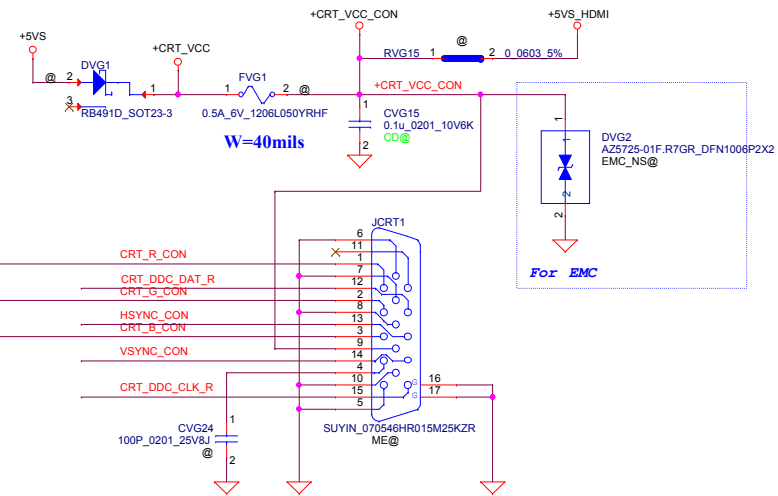 +CRT_VCC_CON
+5VS_HDMI
+5VS
+CRT_VCC
@
RVG15 1 2 0_0603_5%
DVG1
@ 2
1
3
FVG1
1 2 @
+CRT_VCC_CON
RB491D_SOT23-3
0.5A_6V_1206L050YRHF
W=40mils
1
CVG15
0.1u_0201_10V6K
CD@
2
1
1
DVG2
AZ5725-01F.R7GR_DFN1006P2X2
EMC_NS@
2
2
For EMC
JCRT1
6
11
CRT_R_CON 1
7
CRT_DDC_DAT_R 12
CRT_G_CON 2
8
HSYNC_CON 13
CRT_B_CON 3
9
VSYNC_CON 14
4
10
CRT_DDC_CLK_R 15
5
G 16
G 17
SUYIN_070546HR015M25KZR
ME@
1
CVG24
100P_0201_25V8J
@
2